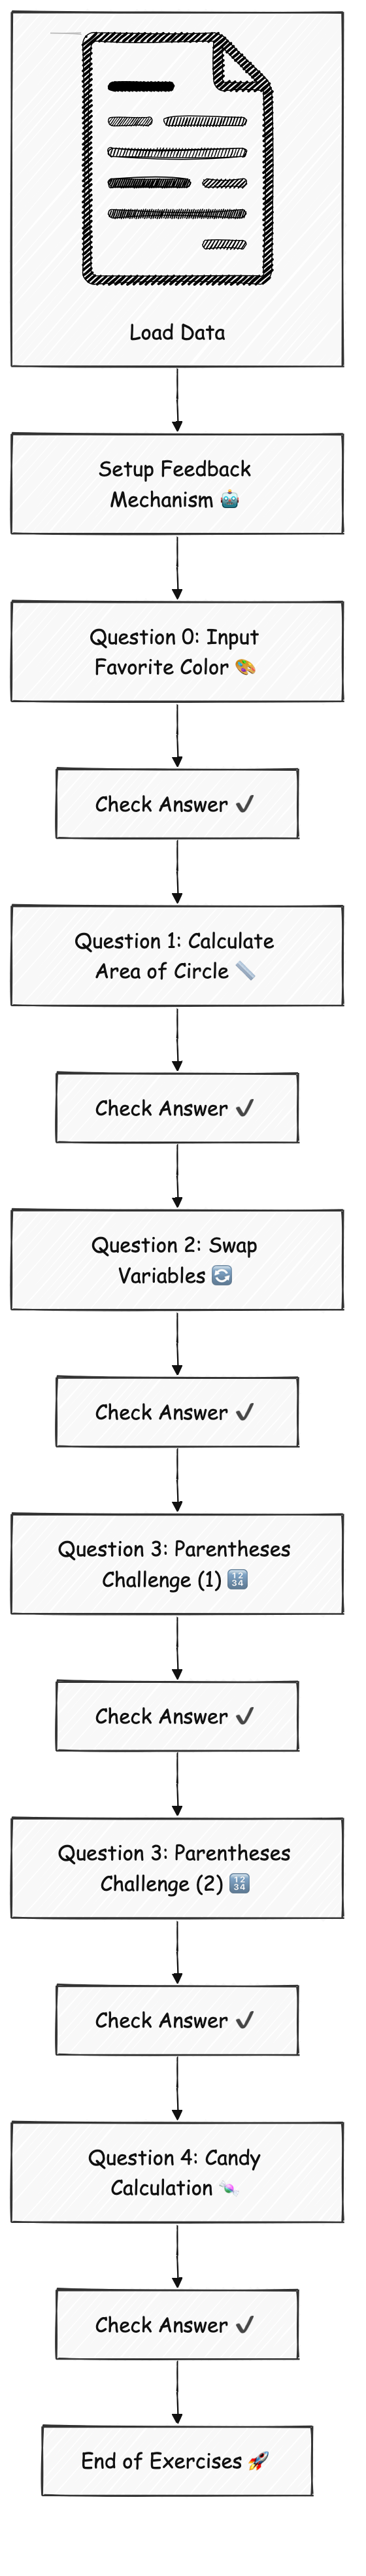 Load Data
Setup Feedback
Mechanism 🤖
Question 0: Input
Favorite Color 🎨
Check Answer ✔
Question 1: Calculate
Area of Circle 📏
Check Answer ✔
Question 2: Swap
Variables 🔄
Check Answer ✔
Question 3: Parentheses
Challenge (1) 🔢
Check Answer ✔
Question 3: Parentheses
Challenge (2) 🔢
Check Answer ✔
Question 4: Candy
Calculation 🍬
Check Answer ✔
End of Exercises 🚀